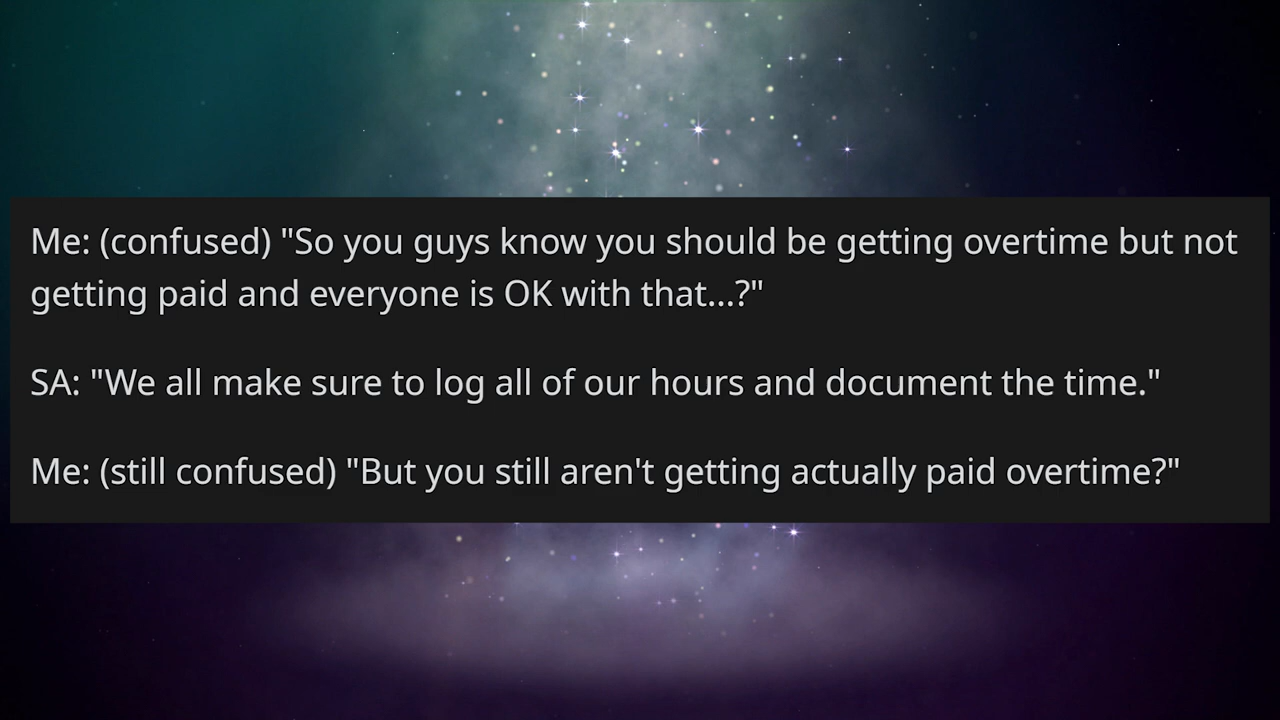 Me: (confused) "So you guys know you should be getting overtime but not
getting paid and everyone is OK with that...?"
SA: "We all make sure to log all of our hours and document the time."
Me: (still confused) "But you still aren't getting actually paid overtime?"